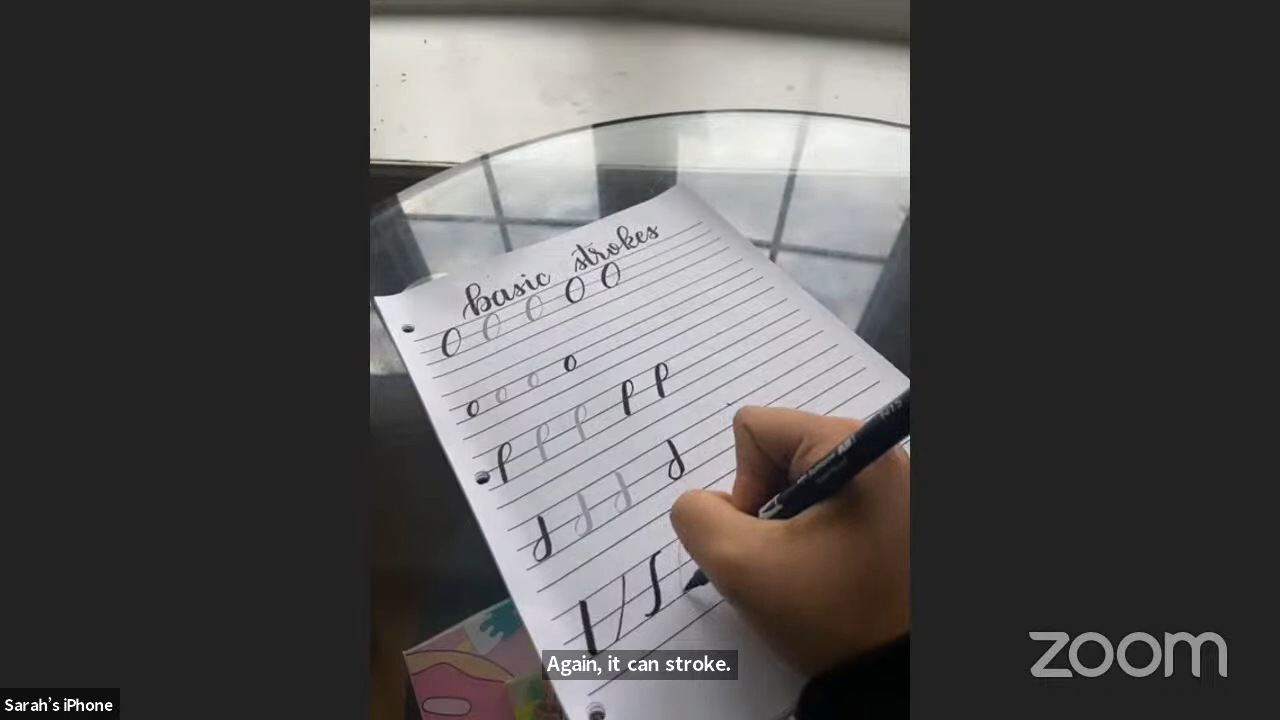 basic strokes
O O O O O
o o o o
p p p p p
d d d d
Again, it can stroke.
zoom
Sarah's iPhone